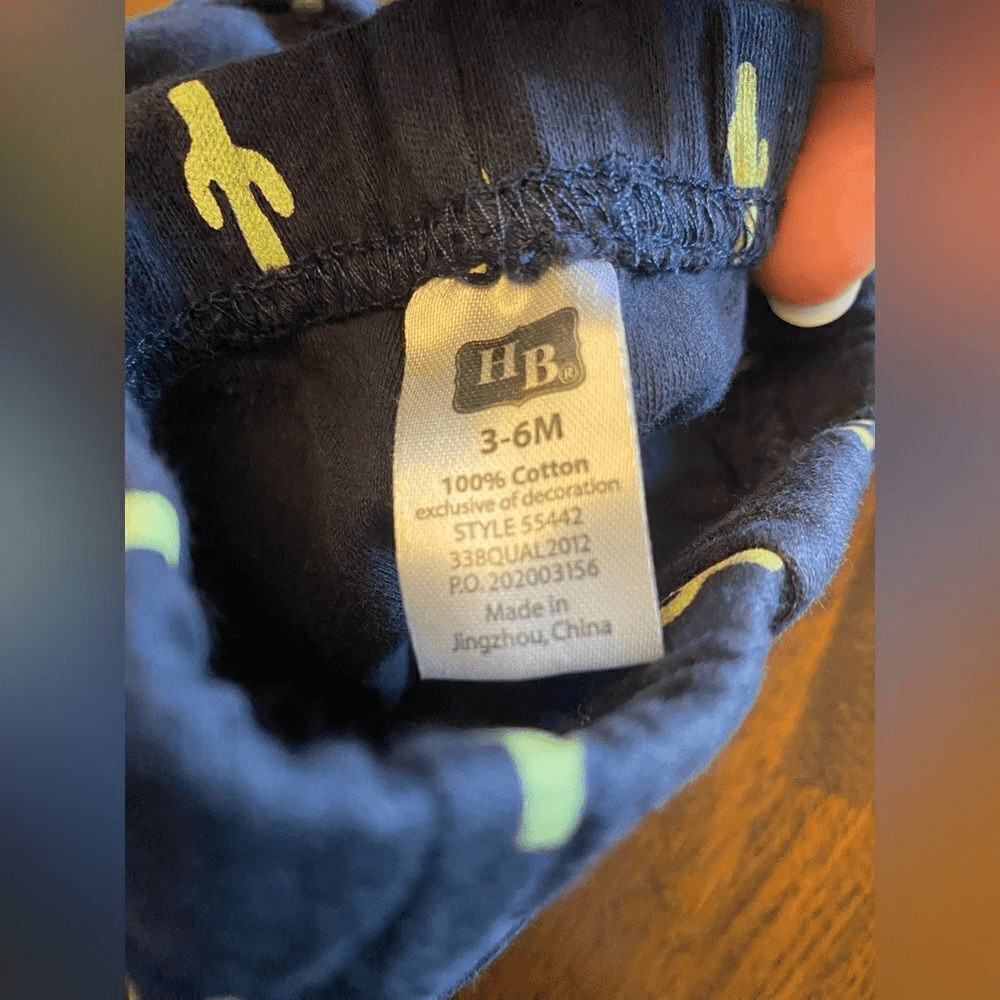 HB®
3-6M
100% Cotton
exclusive of decoration
STYLE 55442
338QUAL2012
P.O. 202003156
Made in
Jingzhou, China